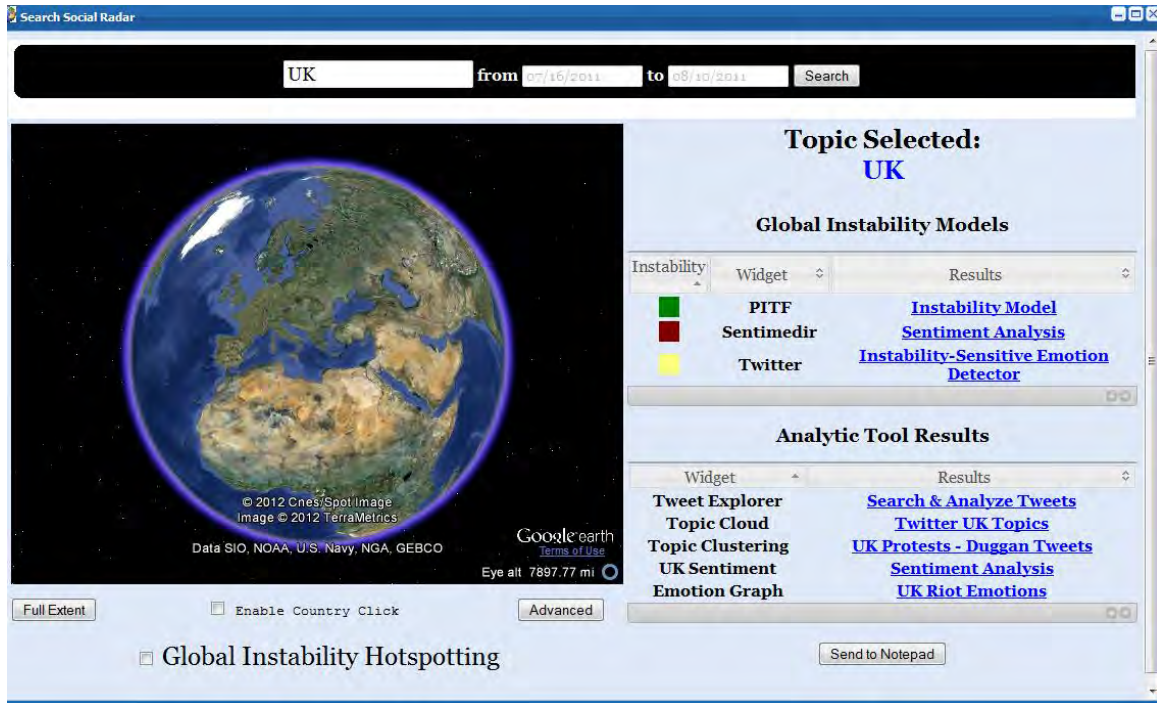 Search Social Radar
UK from 07/16/2011 to 08/10/2011 Search
Topic Selected:
UK
Global Instability Models
Instability Widget Results
PITF Instability Model
Sentimedir Sentiment Analysis
Twitter Instability-Sensitive Emotion
Detector
Analytic Tool Results
Widget Results
Tweet Explorer Search & Analyze Tweets
Topic Cloud Twitter UK Topics
Topic Clustering UK Protests - Duggan Tweets
UK Sentiment Sentiment Analysis
Emotion Graph UK Riot Emotions
Send to Notepad
© 2012 Cnes/Spot Image
Image © 2012 TerraMetrics
Data SIO, NOAA, U.S. Navy, NGA, GEBCO
Google earth
Terms of Use
Eye alt 7897.77 mi
Full Extent Enable Country Click Advanced
Global Instability Hotspotting